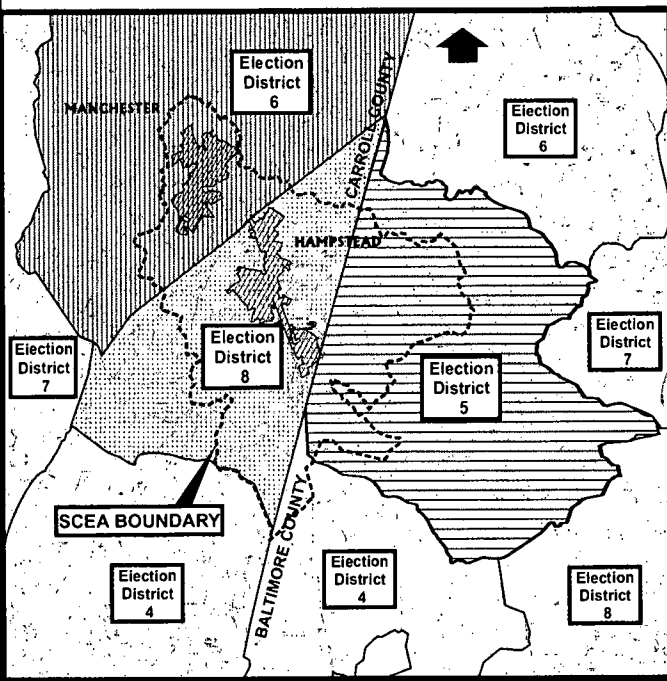 Election
District
6
MANCHESTER
CARROLL COUNTY
Election
District
6
HAMPSTEAD
Election
District
7
Election
District
8
Election
District
7
Election
District
5
SCEA BOUNDARY
BALTIMORE COUNTY
Election
District
4
Election
District
4
Election
District
8